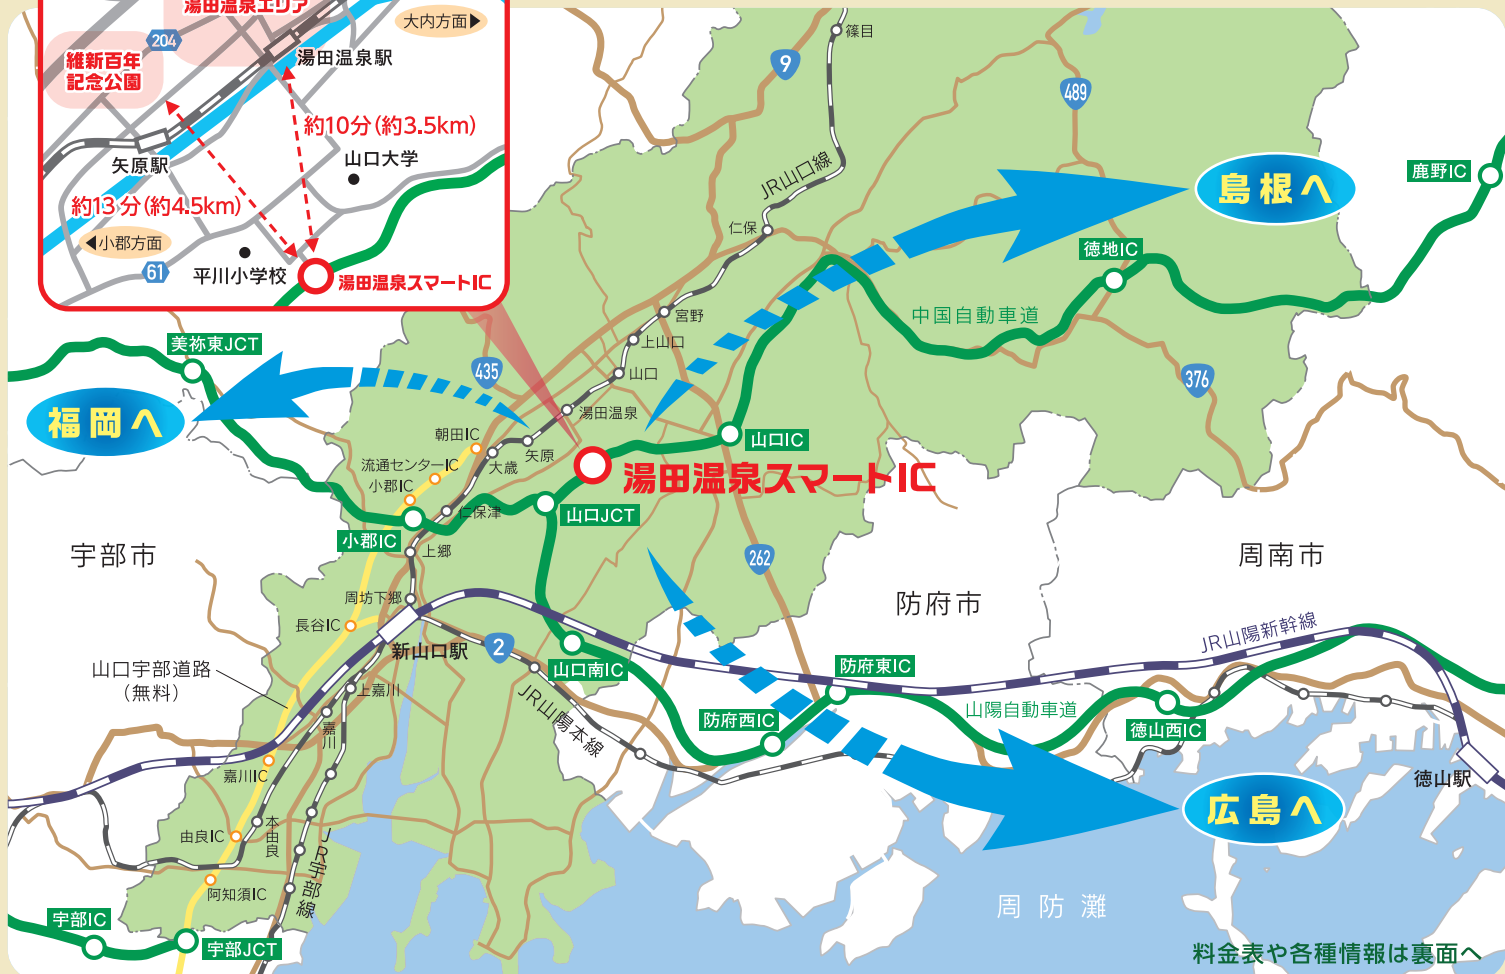 湯田温泉エリア
大内方面
204
維新百年
記念公園
湯田温泉駅
約10分(約3.5km)
矢原駅
山口大学
約13分(約4.5km)
小郡方面
61
平川小学校
湯田温泉スマートIC
篠目
9
489
JR山口線
島根へ
鹿野IC
仁保
徳地IC
中国自動車道
宮野
上山口
美祢東JCT
435
山口
376
福岡へ
湯田温泉
朝田IC
山口IC
矢原
流通センターIC
大歳
湯田温泉スマートIC
小郡IC
仁保津
山口JCT
小郡IC
上郷
宇部市
262
周南市
周防下郷
防府市
長谷IC
JR山陽新幹線
新山口駅
2
山口宇部道路
(無料)
山口南IC
防府東IC
上嘉川
JR山陽本線
防府西IC
山陽自動車道
徳山西IC
嘉川
嘉川IC
徳山駅
広島へ
本由良
由良IC
JR宇部線
阿知須IC
周防灘
宇部IC
宇部JCT
料金表や各種情報は裏面へ